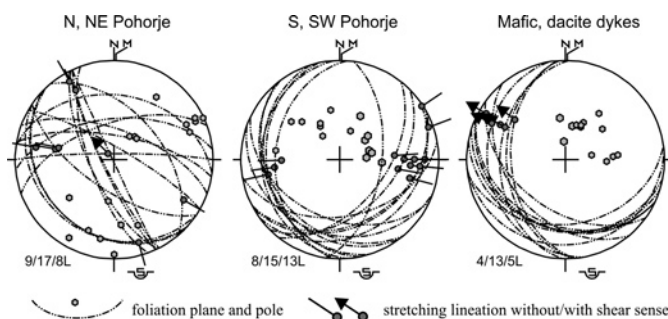 N, NE Pohorje
S, SW Pohorje
Mafic, dacite dykes
N M
N M
N M
9/17/8L
8/15/13L
4/13/5L
S
S
S
foliation plane and pole
stretching lineation without/with shear sense